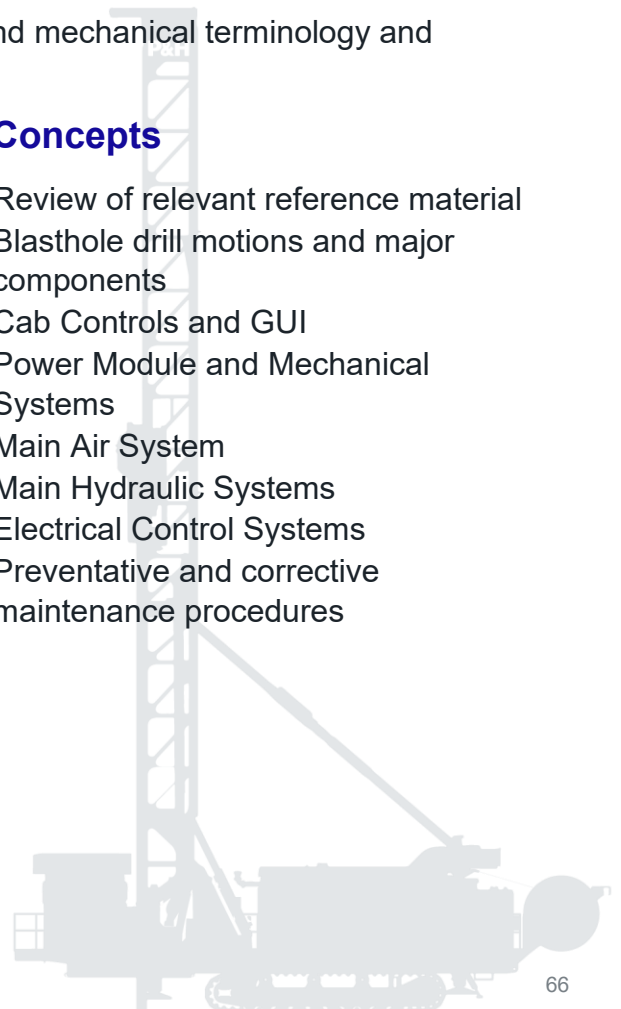 nd mechanical terminology and
P&H
Concepts
Review of relevant reference material
Blasthole drill motions and major
components
Cab Controls and GUI
Power Module and Mechanical
Systems
Main Air System
Main Hydraulic Systems
Electrical Control Systems
Preventative and corrective
maintenance procedures
66